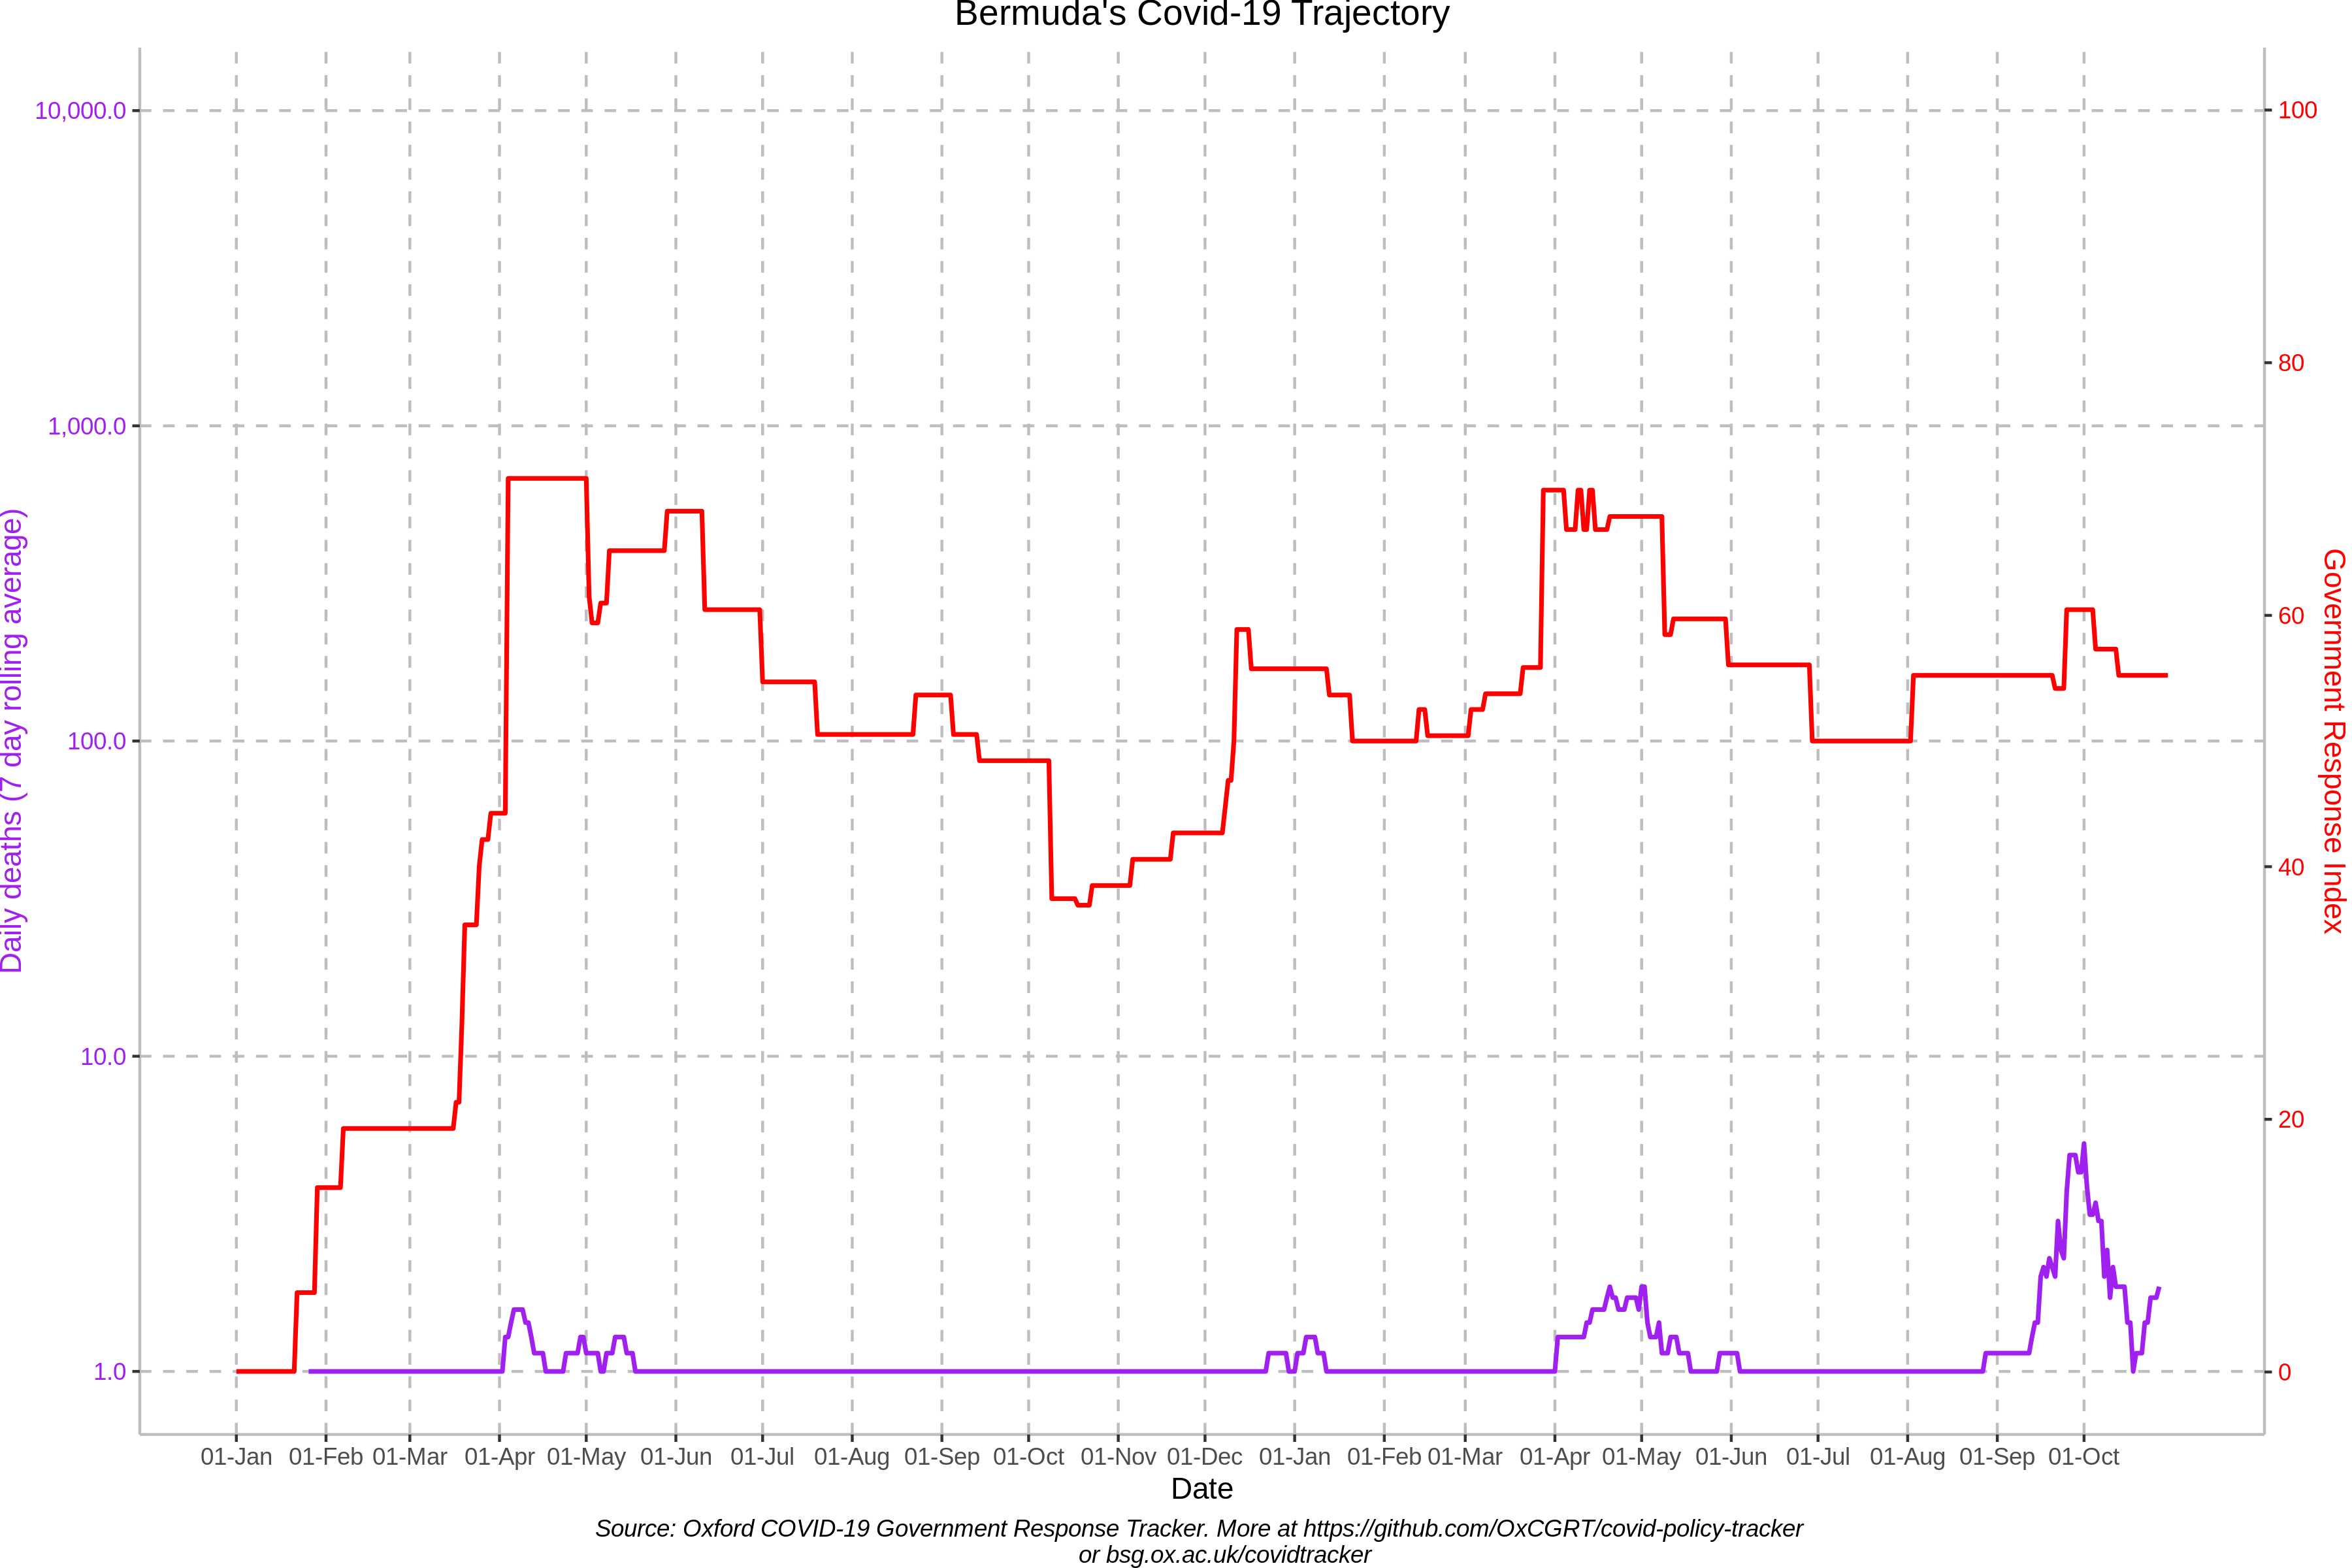 Bermuda's Covid-19 Trajectory
10,000.0
1,000.0
100.0
10.0
1.0
Daily deaths (7 day rolling average)
100
80
60
40
20
0
Government Response Index
01-Jan 01-Feb 01-Mar 01-Apr 01-May 01-Jun 01-Jul 01-Aug 01-Sep 01-Oct 01-Nov 01-Dec 01-Jan 01-Feb 01-Mar 01-Apr 01-May 01-Jun 01-Jul 01-Aug 01-Sep 01-Oct
Date
Source: Oxford COVID-19 Government Response Tracker. More at https://github.com/OxCGRT/covid-policy-tracker
or bsg.ox.ac.uk/covidtracker